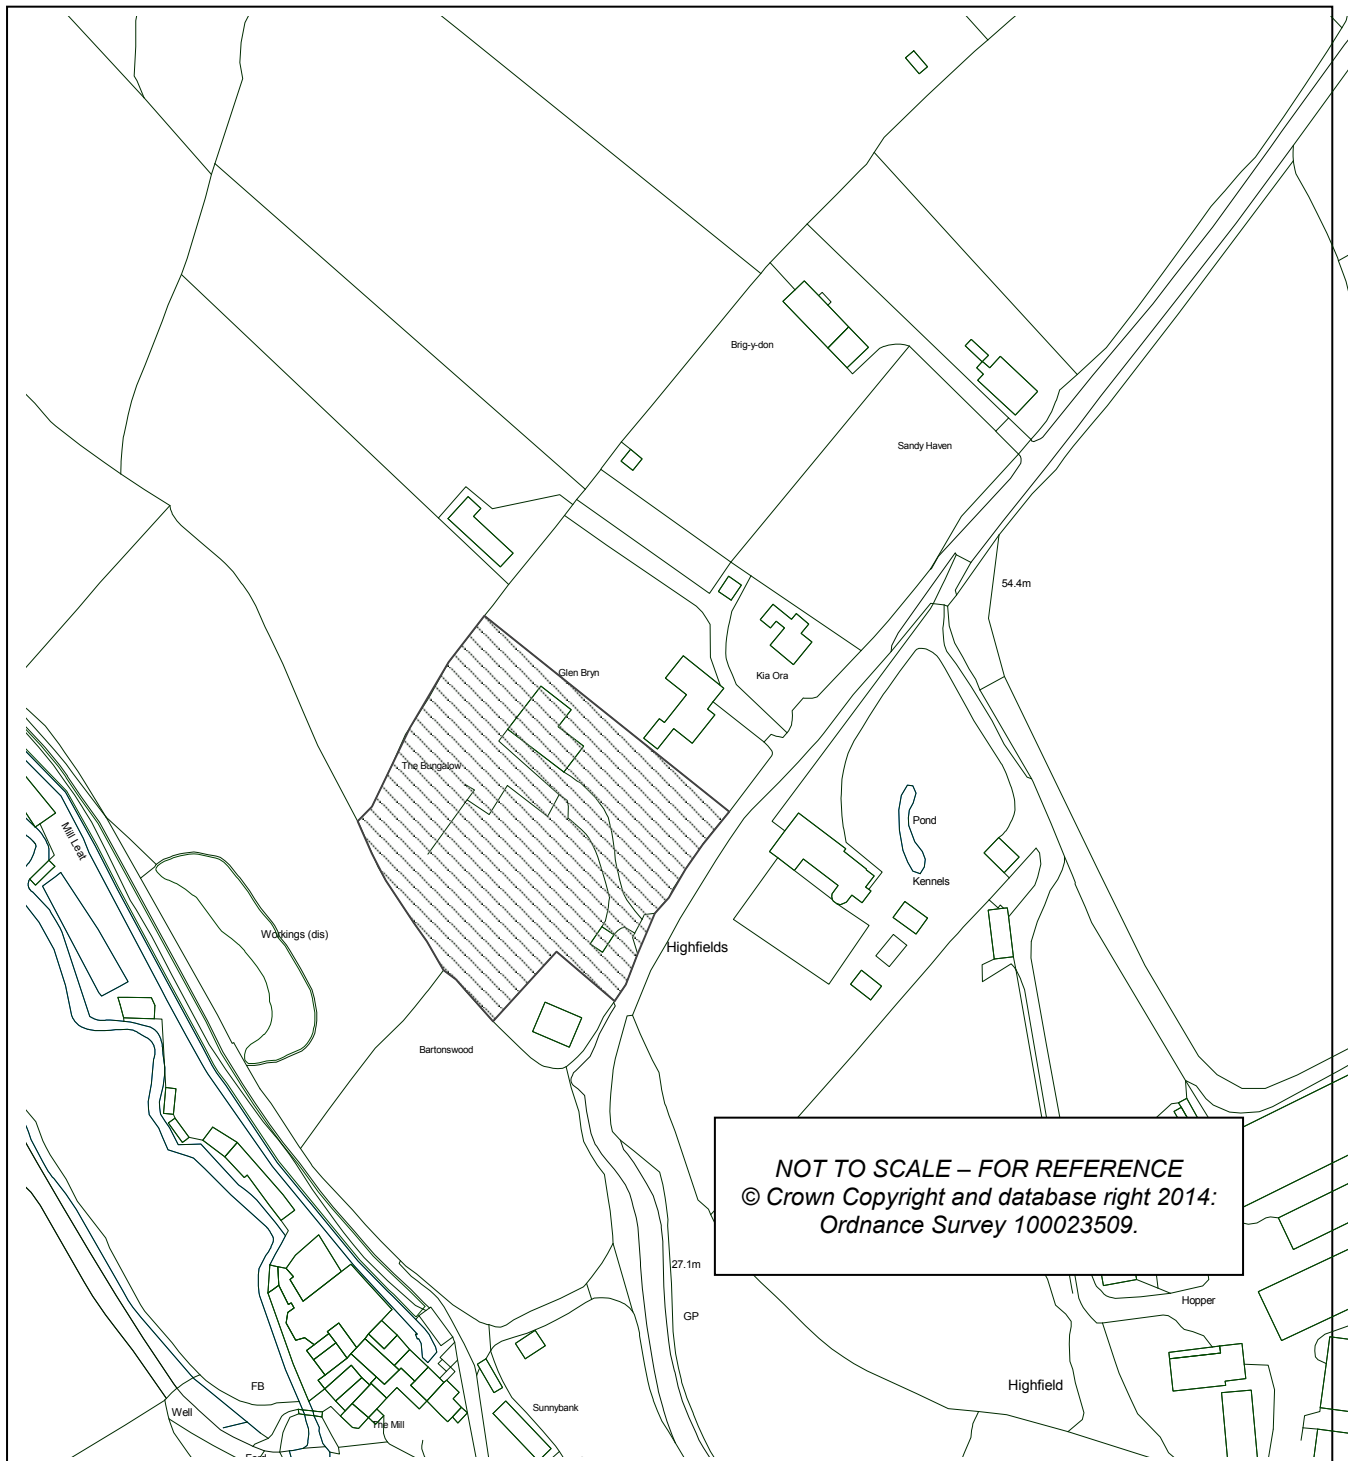 Brig-y-don
Sandy Haven
54.4m
Glen Bryn
Kia Ora
The Bungalow
Mill Leat
Pond
Kennels
Workings (dis)
Highfields
Bartonswood
NOT TO SCALE – FOR REFERENCE
© Crown Copyright and database right 2014:
Ordnance Survey 100023509.
27.1m
Hopper
GP
FB
Highfield
Well
Sunnybank
The Mill